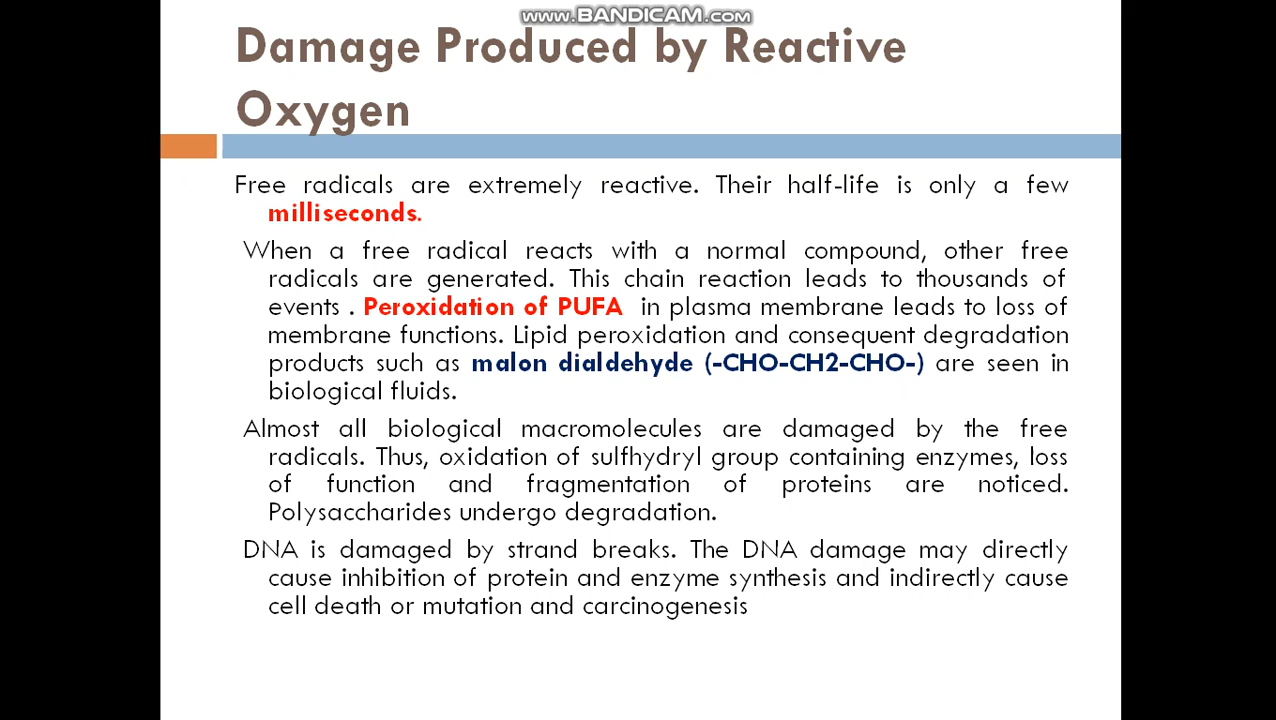 www.BANDICAM.com
Damage Produced by Reactive
Oxygen
Free radicals are extremely reactive. Their half-life is only a few
milliseconds.
When a free radical reacts with a normal compound, other free
radicals are generated. This chain reaction leads to thousands of
events . Peroxidation of PUFA in plasma membrane leads to loss of
membrane functions. Lipid peroxidation and consequent degradation
products such as malon dialdehyde (-CHO-CH2-CHO-) are seen in
biological fluids.
Almost all biological macromolecules are damaged by the free
radicals. Thus, oxidation of sulfhydryl group containing enzymes, loss
of function and fragmentation of proteins are noticed.
Polysaccharides undergo degradation.
DNA is damaged by strand breaks. The DNA damage may directly
cause inhibition of protein and enzyme synthesis and indirectly cause
cell death or mutation and carcinogenesis